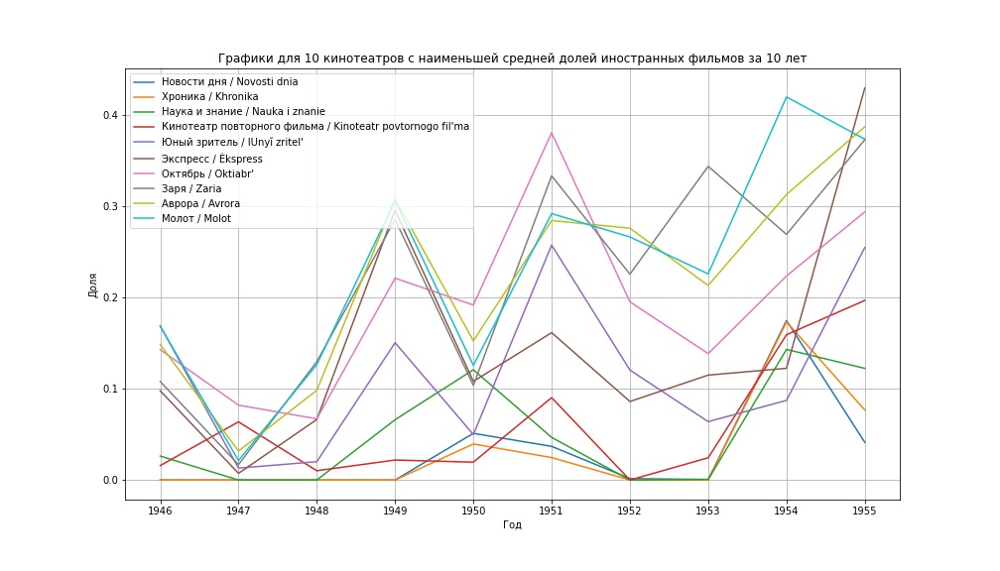 Графики для 10 кинотеатров с наименьшей средней долей иностранных фильмов за 10 лет
Новости дня / Novosti dnia
Хроника / Khronika
Наука и знание / Nauka i znanie
Кинотеатр повторного фильма / Kinoteatr povtornogo fil'ma
Юный зритель / IUnyĭ zritel'
Экспресс / Ėkspress
Октябрь / Oktiabr'
Заря / Zaria
Аврора / Avrora
Молот / Molot
Доля
0.4
0.3
0.2
0.1
0.0
1946 1947 1948 1949 1950 1951 1952 1953 1954 1955
Год